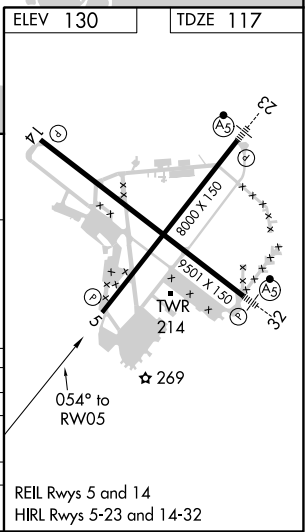 ELEV 130
TDZE 117
14
P
A5
23
P
8000 X 150
9501 X 150
P
5
TWR
214
P
A5
32
269
054° to
RW05
REIL Rwys 5 and 14
HIRL Rwys 5-23 and 14-32